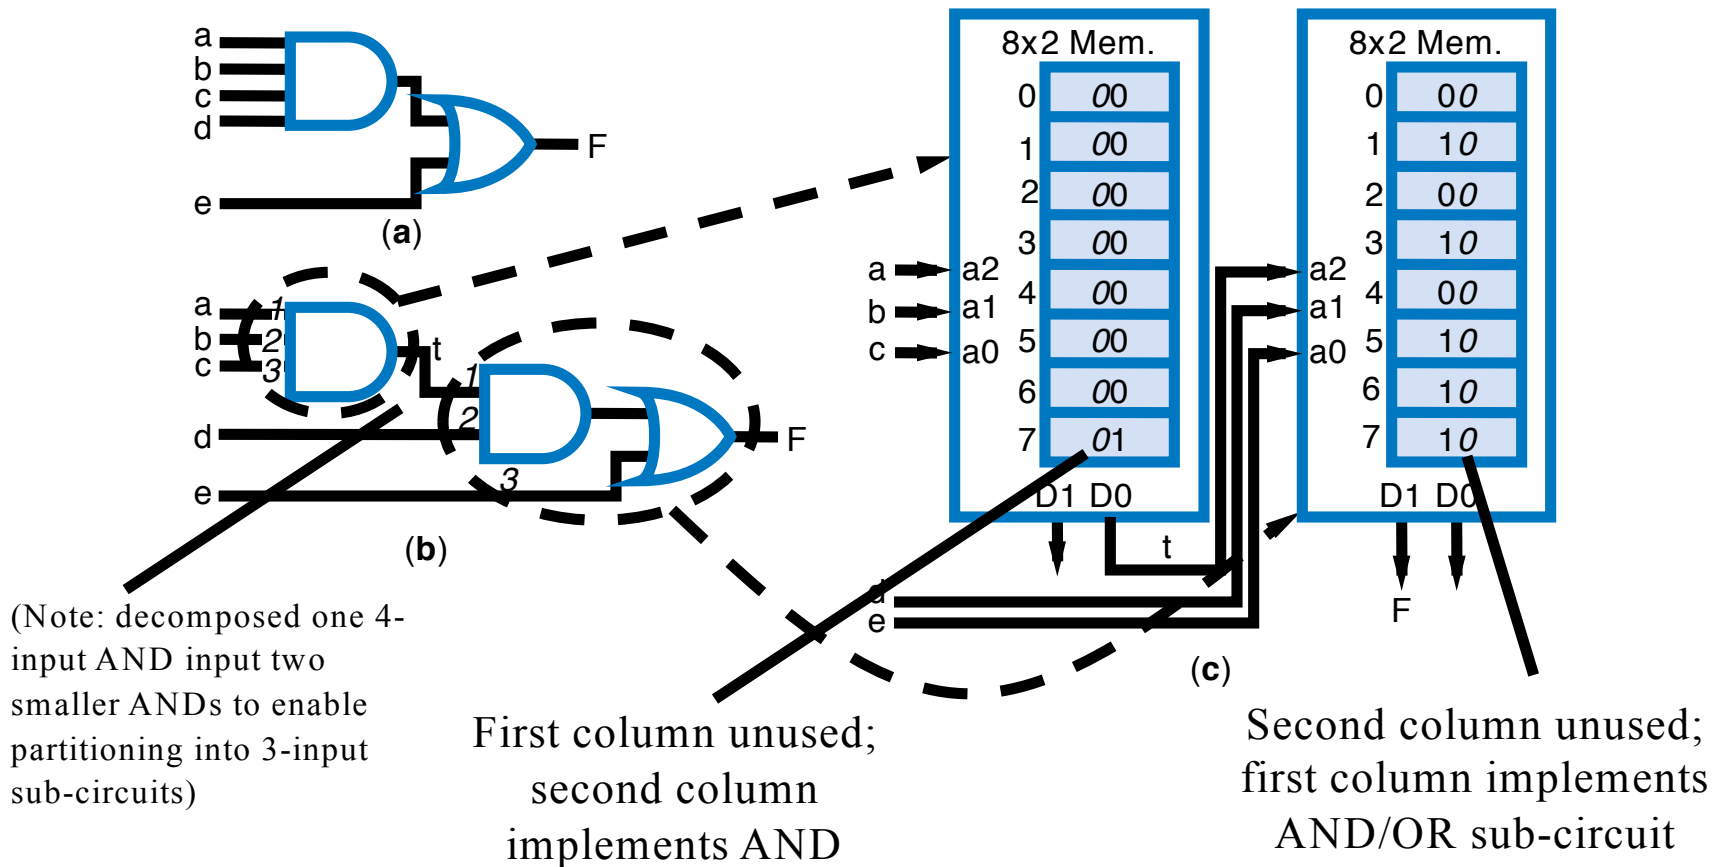 a
b
c
d
e
F
(a)
a 1
b 2
c 3
t
1
2
d
3
e
F
(b)
(Note: decomposed one 4-
input AND input two
smaller ANDs to enable
partitioning into 3-input
sub-circuits)
8x2 Mem.
0 00
1 00
2 00
3 00
4 00
5 00
6 00
7 01
a a2
b a1
c a0
D1 D0
t
d
e
8x2 Mem.
0 00
1 10
2 00
3 10
4 00
5 10
6 10
7 10
a2
a1
a0
D1 D0
F
(c)
First column unused;
second column
implements AND
Second column unused;
first column implements
AND/OR sub-circuit